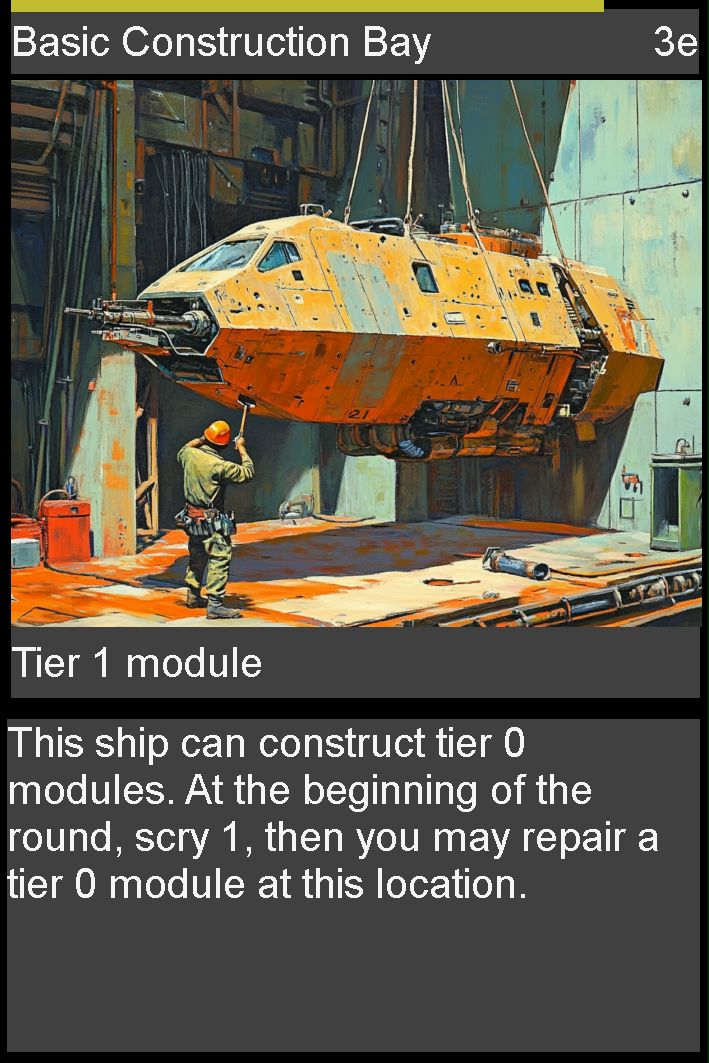 Basic Construction Bay 3e
21
Tier 1 module
This ship can construct tier 0
modules. At the beginning of the
round, scry 1, then you may repair a
tier 0 module at this location.